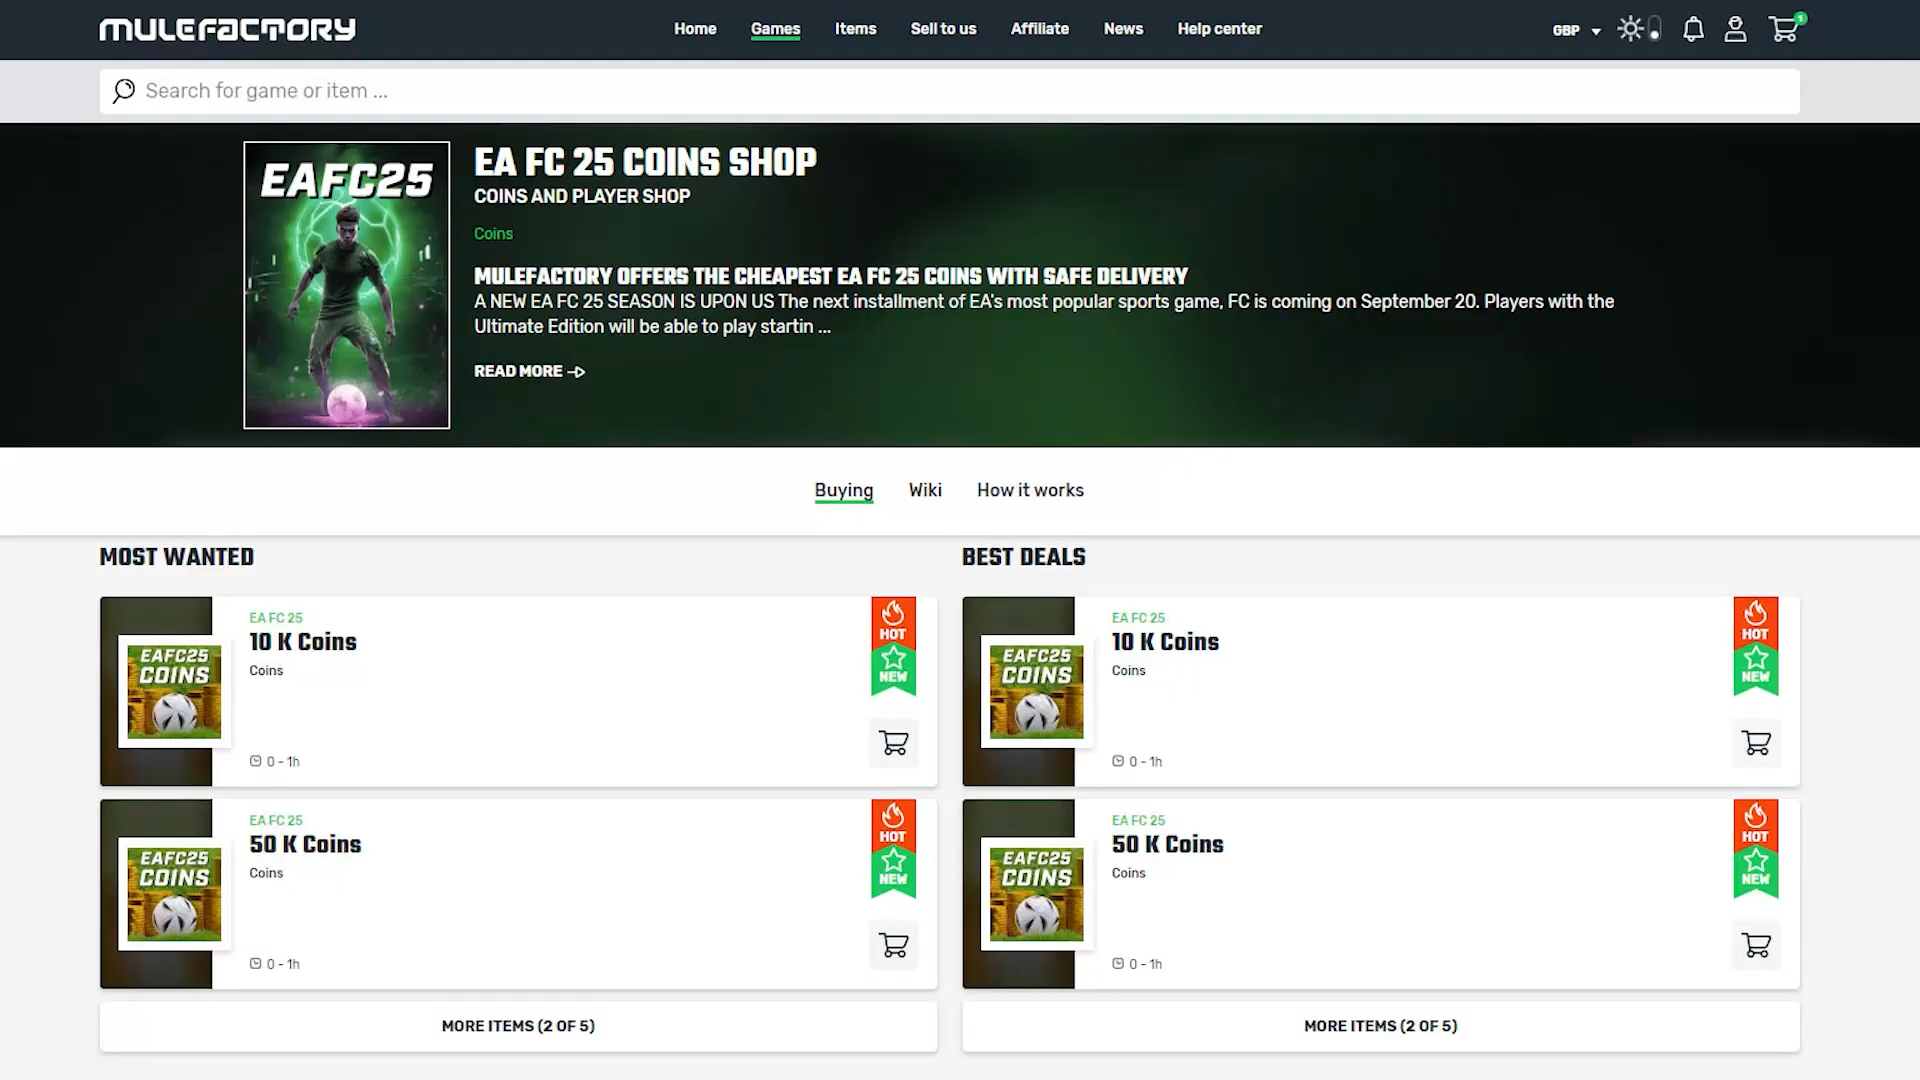 MULEFACTORY
Home
Games
Items
Sell to us
Affiliate
News
Help center
GBP
1
Search for game or item ...
EAFC25
EA FC 25 COINS SHOP
COINS AND PLAYER SHOP
Coins
MULEFACTORY OFFERS THE CHEAPEST EA FC 25 COINS WITH SAFE DELIVERY
A NEW EA FC 25 SEASON IS UPON US The next installment of EA's most popular sports game, FC is coming on September 20. Players with the
Ultimate Edition will be able to play startin ...
READ MORE
Buying
Wiki
How it works
MOST WANTED
EAFC25
COINS
EA FC 25
10 K Coins
Coins
0 - 1h
HOT
NEW
EAFC25
COINS
EA FC 25
50 K Coins
Coins
0 - 1h
HOT
NEW
MORE ITEMS (2 OF 5)
BEST DEALS
EAFC25
COINS
EA FC 25
10 K Coins
Coins
0 - 1h
HOT
NEW
EAFC25
COINS
EA FC 25
50 K Coins
Coins
0 - 1h
HOT
NEW
MORE ITEMS (2 OF 5)